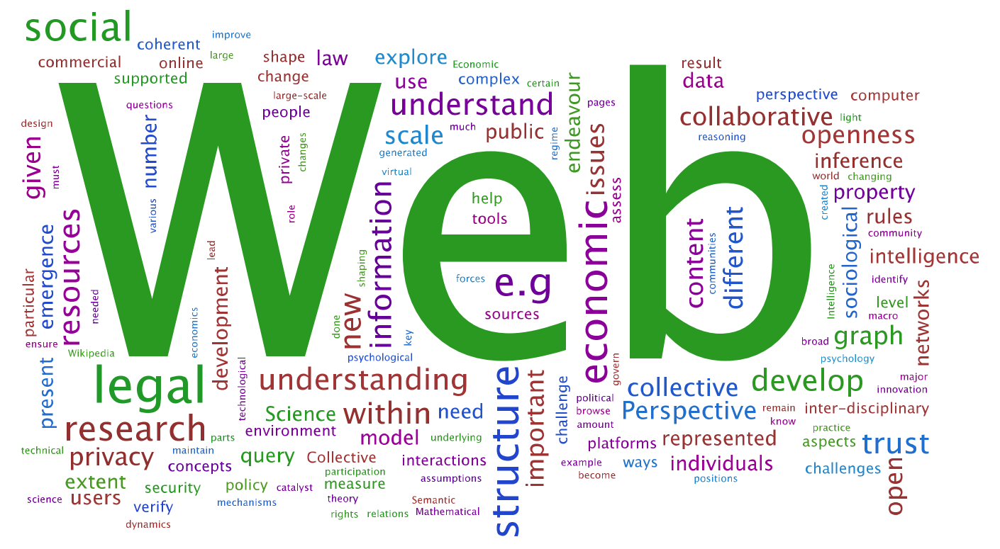 social
improve
coherent
commercial
online
large
shape
law
explore
Economic
result
supported
change
use
complex
certain
endeavour
data
large-scale
questions
people
understand
pages
perspective
computer
design
number
private
changes
scale
much
public
regime
issues
collaborative
light
reasoning
openness
given
must
generated
virtual
inference
world
changing
Web
various
role
information
help
tools
economic
assess
content
communities
different
created
property
sociological
rules
community
resources
emergence
particular
needed
lead
development
economics
shaping
new
done
key
forces
e.g
sources
intelligence
Intelligence
identify
level
macro
networks
ensure
Wikipedia
psychological
govern
broad
graph
psychology
present
legal
technological
understanding
structure
important
challenge
political
collective
develop
major
innovation
Science
within
need
browse
Perspective
remain
inter-disciplinary
know
research
parts
environment
model
underlying
amount
platforms
represented
practice
aspects
trust
technical
privacy
maintain
concepts
query
Collective
interactions
example
ways
individuals
challenges
open
extent
security
policy
catalyst
participation
measure
assumptions
become
positions
science
users
verify
mechanisms
theory
Semantic
rights
relations
Mathematical
dynamics